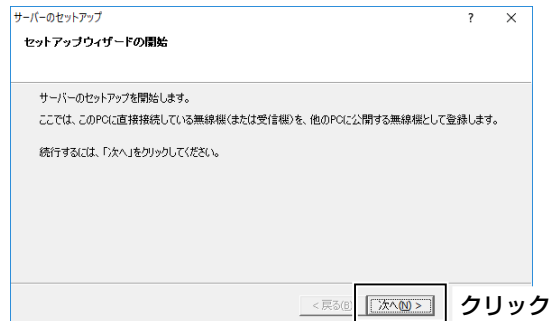 サーバーのセットアップ ? ×
セットアップウィザードの開始
サーバーのセットアップを開始します。
ここでは、このPCに直接接続している無線機(または受信機)を、他のPCに公開する無線機として登録します。
続行するには、「次へ」をクリックしてください。
< 戻る(B) 次へ(N) > クリック